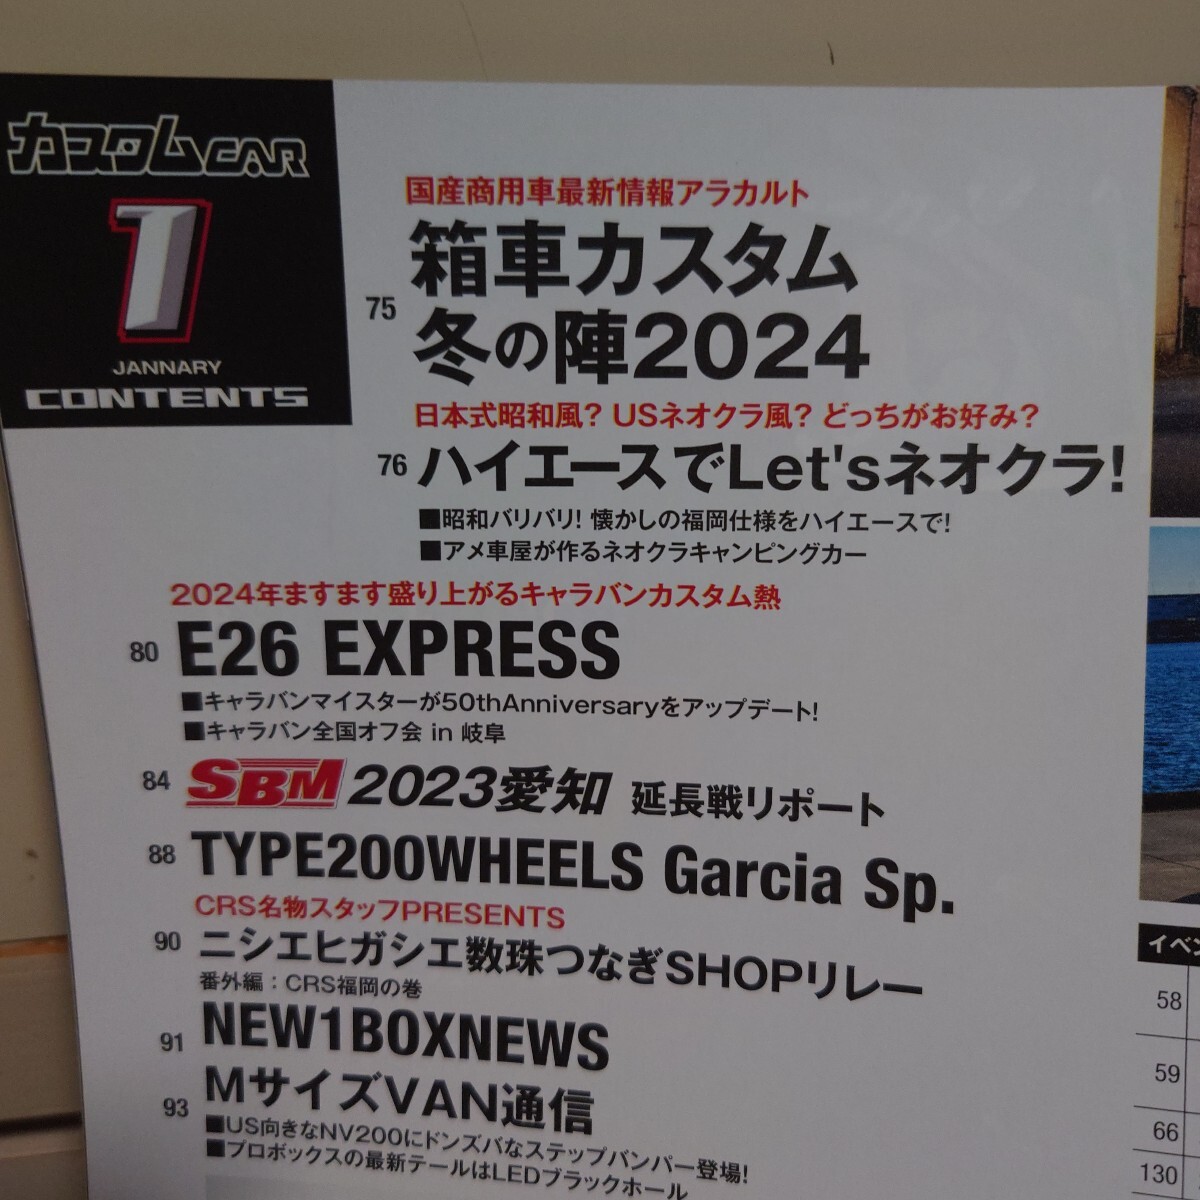 カスタムCAR
1
JANNARY
CONTENTS
国産商用車最新情報アラカルト
75 箱車カスタム
冬の陣2024
日本式昭和風？ USネオクラ風？ どっちがお好み？
76 ハイエースでLet'sネオクラ！
■昭和バリバリ！ 懐かしの福岡仕様をハイエースで！
■アメ車屋が作るネオクラキャンピングカー
2024年ますます盛り上がるキャラバンカスタム熱
80 E26 EXPRESS
■キャラバンマイスターが50thAnniversaryをアップデート！
■キャラバン全国オフ会 in 岐阜
84 SBM 2023愛知 延長戦リポート
88 TYPE200WHEELS Garcia Sp.
CRS名物スタッフPRESENTS
90 ニシエヒガシエ数珠つなぎSHOPリレー
番外編：CRS福岡の巻
91 NEW1BOXNEWS
93 MサイズVAN通信
■US向きなNV200にドンズバなステップバンパー登場！
■プロボックスの最新テールはLEDブラックホール
58
59
66
130